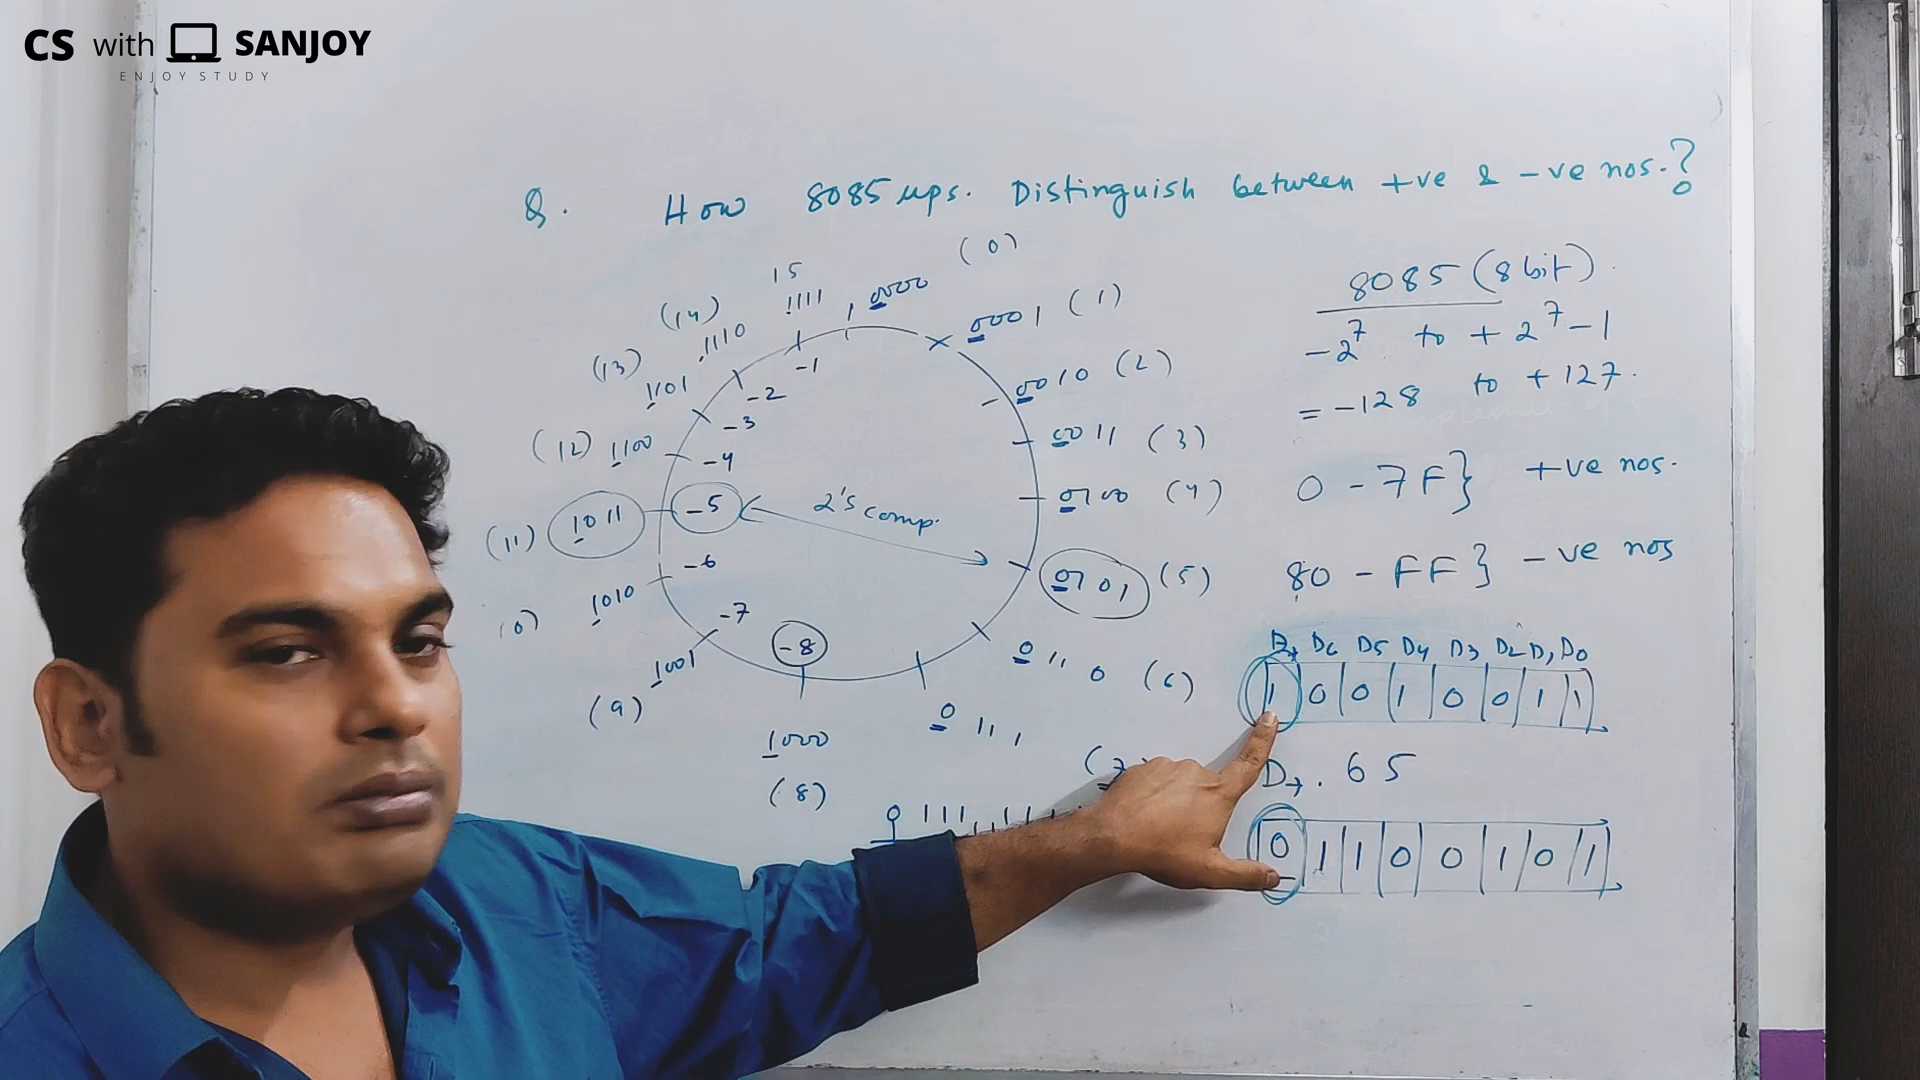 CS with SANJOY
ENJOY STUDY
Q. How 8085 μps. Distinguish between +ve & -ve nos.?
(0)
15
1111
0000
(14)
1110
0001 (1)
-1
(13)
1101
-2
0010 (2)
-3
(12) 1100
-4
0011 (3)
(11) 1011
-5
2's comp.
0100 (4)
-6
0101 (5)
10)
1010
-7
-8
0110 (6)
1001
(9)
1000
(8)
0111
(7
8085 (8 bit)
-2⁷ to +2⁷-1
= -128 to +127.
0 - 7F} +ve nos.
80 - FF} -ve nos
D7 D6 D5 D4 D3 D2 D1 D0
1 0 0 1 0 0 1 1
D7. 65
0 1 1 0 0 1 0 1